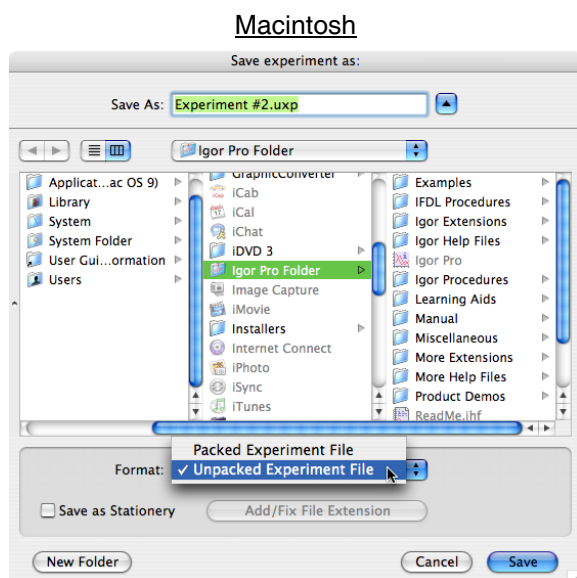 Macintosh
Save experiment as:
Save As: Experiment #2.uxp
Igor Pro Folder
Applicat...ac OS 9)
Library
System
System Folder
User Gui...ormation
Users
GraphicConverter
iCab
iCal
iChat
iDVD 3
Igor Pro Folder
Image Capture
iMovie
Installers
Internet Connect
iPhoto
iSync
iTunes
Examples
IFDL Procedures
Igor Extensions
Igor Help Files
Igor Pro
Igor Procedures
Learning Aids
Manual
Miscellaneous
More Extensions
More Help Files
Product Demos
ReadMe.ihf
Packed Experiment File
Format: ✓ Unpacked Experiment File
Save as Stationery
Add/Fix File Extension
New Folder
Cancel
Save